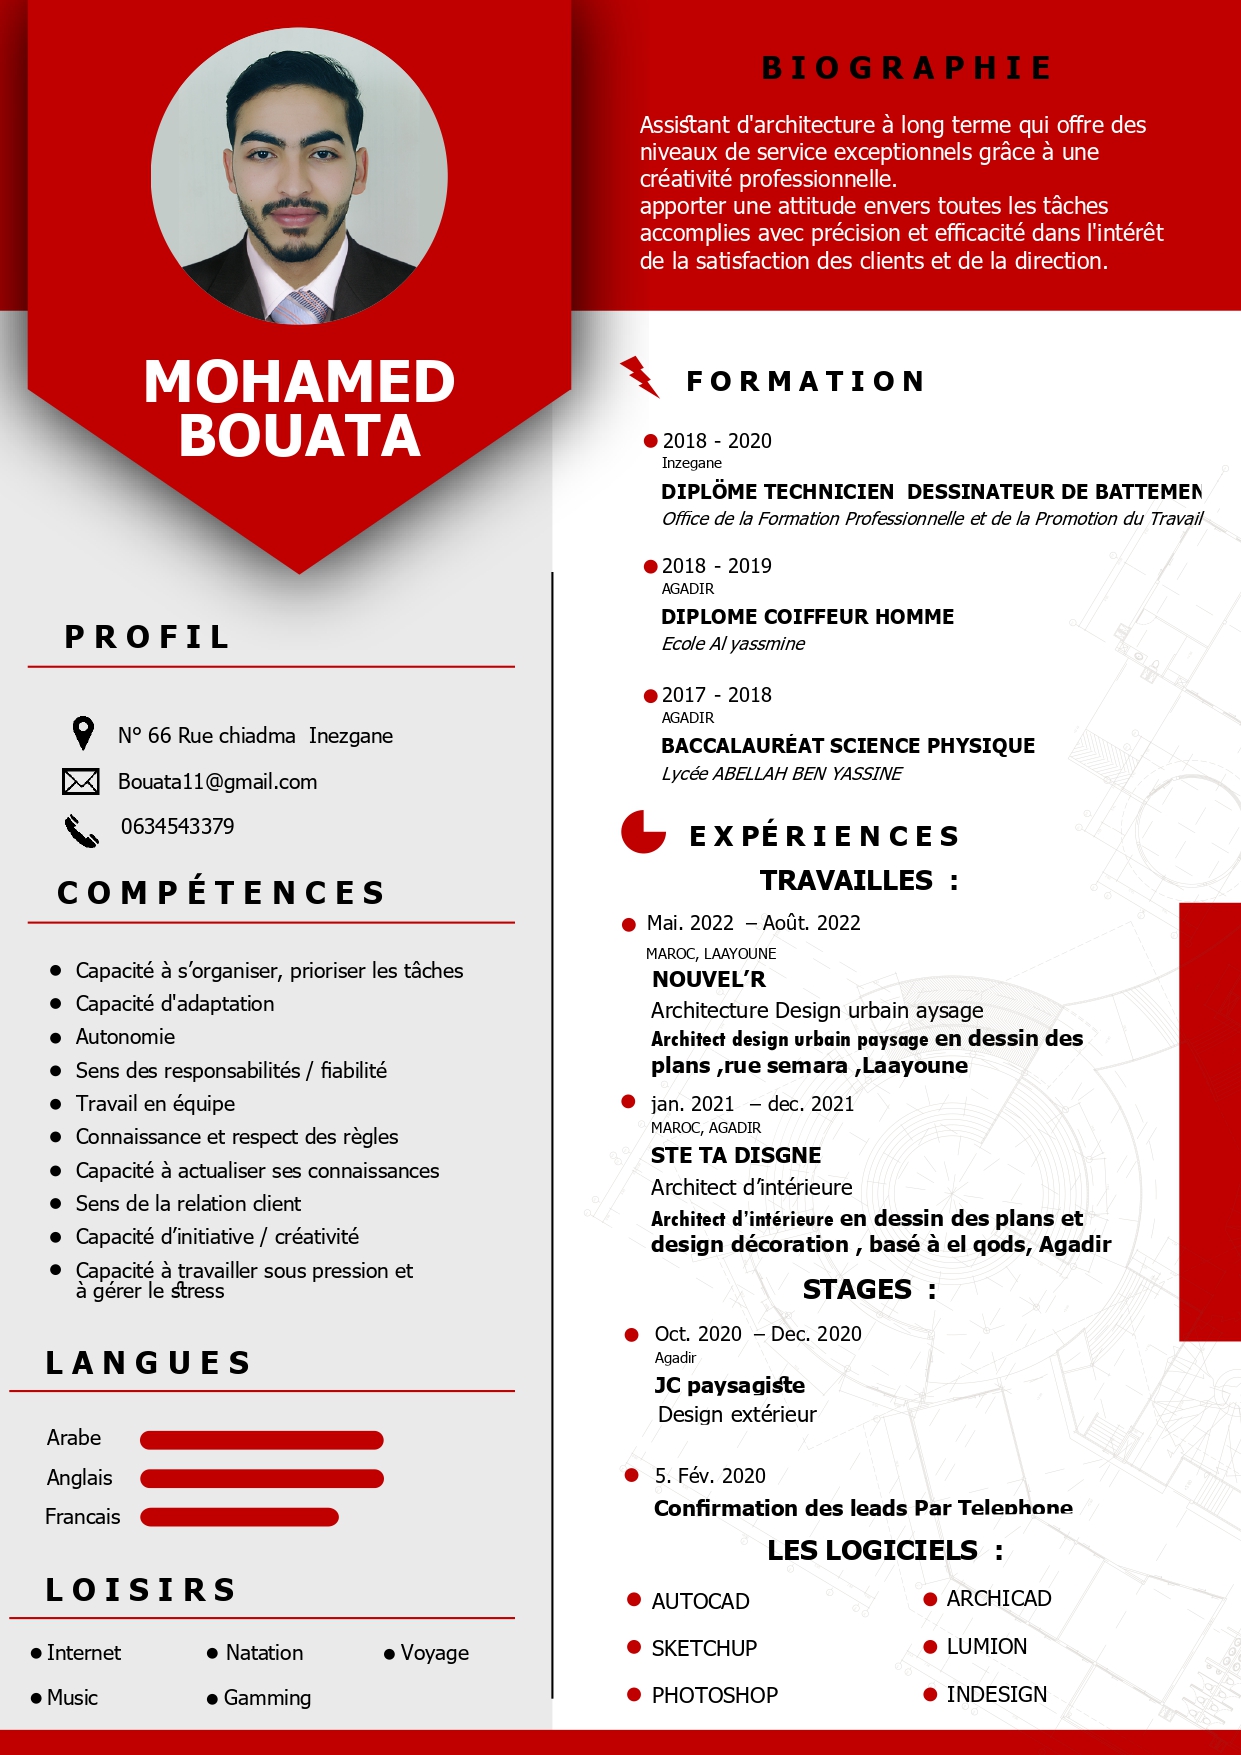 MOHAMED
BOUATA
BIOGRAPHIE
Assistant d'architecture à long terme qui offre des
niveaux de service exceptionnels grâce à une
créativité professionnelle.
apporter une attitude envers toutes les tâches
accomplies avec précision et efficacité dans l'intérêt
de la satisfaction des clients et de la direction.
PROFIL
N° 66 Rue chiadma  Inezgane
Bouata11@gmail.com
0634543379
COMPÉTENCES
Capacité à s’organiser, prioriser les tâches
Capacité d'adaptation
Autonomie
Sens des responsabilités / fiabilité
Travail en équipe
Connaissance et respect des règles
Capacité à actualiser ses connaissances
Sens de la relation client
Capacité d’initiative / créativité
Capacité à travailler sous pression et
à gérer le stress
LANGUES
Arabe
Anglais
Francais
LOISIRS
Internet Natation Voyage
Music Gamming
FORMATION
2018 - 2020
Inzegane
DIPLÖME TECHNICIEN  DESSINATEUR DE BATTEMEN
Office de la Formation Professionnelle et de la Promotion du Travail
2018 - 2019
AGADIR
DIPLOME COIFFEUR HOMME
Ecole Al yassmine
2017 - 2018
AGADIR
BACCALAURÉAT SCIENCE PHYSIQUE
Lycée ABELLAH BEN YASSINE
EXPÉRIENCES
TRAVAILLES :
Mai. 2022 – Août. 2022
MAROC, LAAYOUNE
NOUVEL’R
Architecture Design urbain aysage
Architect design urbain paysage en dessin des
plans ,rue semara ,Laayoune
jan. 2021 – dec. 2021
MAROC, AGADIR
STE TA DISGNE
Architect d’intérieure
Architect d’intérieure en dessin des plans et
design décoration , basé à el qods, Agadir
STAGES :
Oct. 2020 – Dec. 2020
Agadir
JC paysagiste
Design extérieur
5. Fév. 2020
Confirmation des leads Par Telephone
LES LOGICIELS :
AUTOCAD ARCHICAD
SKETCHUP LUMION
PHOTOSHOP INDESIGN